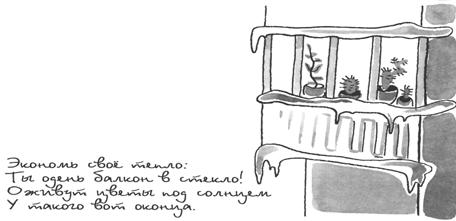 Экономь своё тепло:
Ты одень балкон в стекло!
Оживут цветы под солнцем
У такого вот оконца.